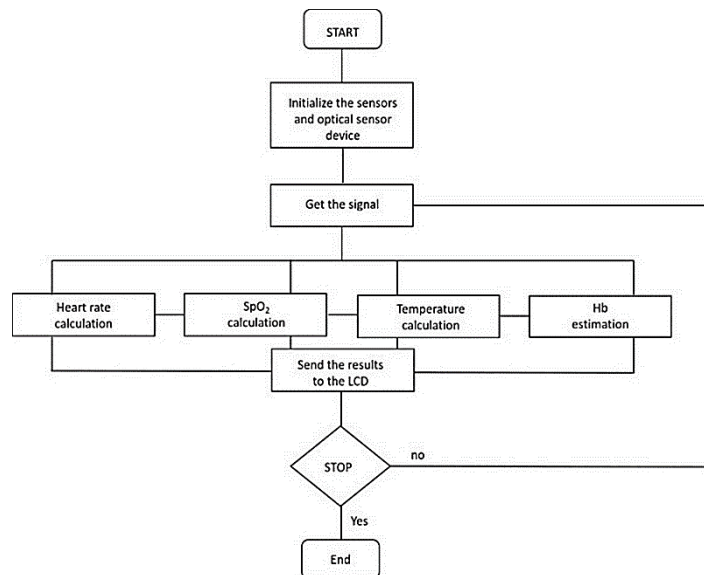 START
Initialize the sensors
and optical sensor
device
Get the signal
Heart rate
calculation
SpO₂
calculation
Temperature
calculation
Hb
estimation
Send the results
to the LCD
STOP
no
Yes
End